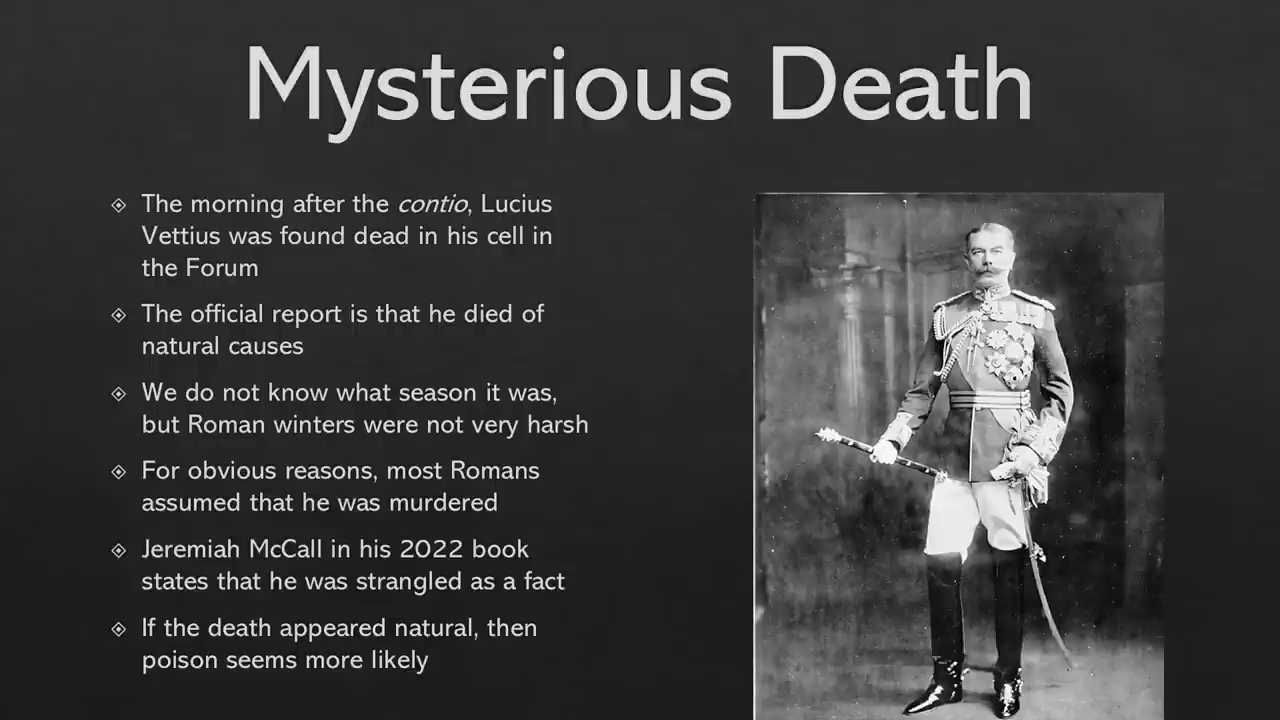 Mysterious Death
The morning after the contio, Lucius
Vettius was found dead in his cell in
the Forum
The official report is that he died of
natural causes
We do not know what season it was,
but Roman winters were not very harsh
For obvious reasons, most Romans
assumed that he was murdered
Jeremiah McCall in his 2022 book
states that he was strangled as a fact
If the death appeared natural, then
poison seems more likely